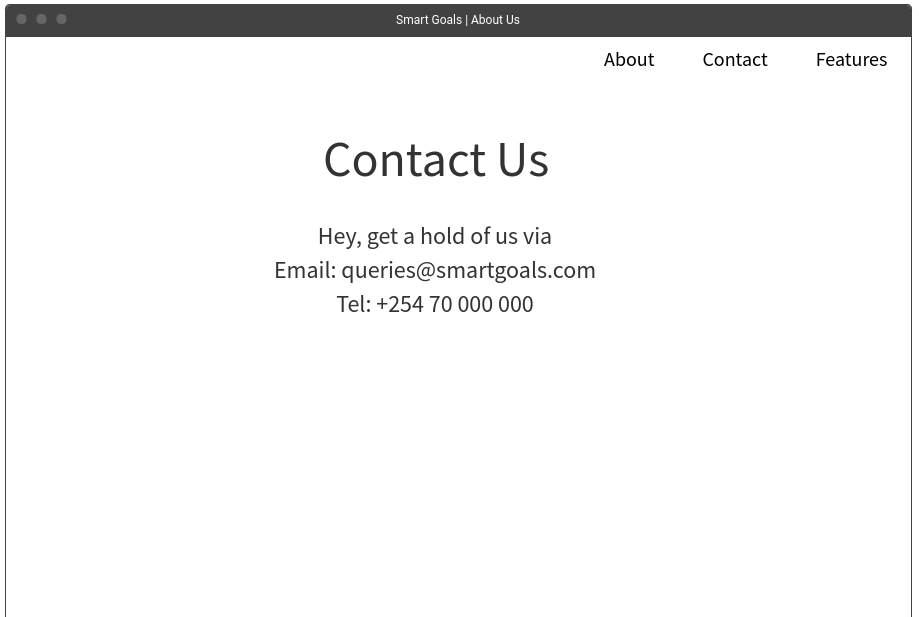 Smart Goals | About Us
About Contact Features
Contact Us
Hey, get a hold of us via
Email: queries@smartgoals.com
Tel: +254 70 000 000